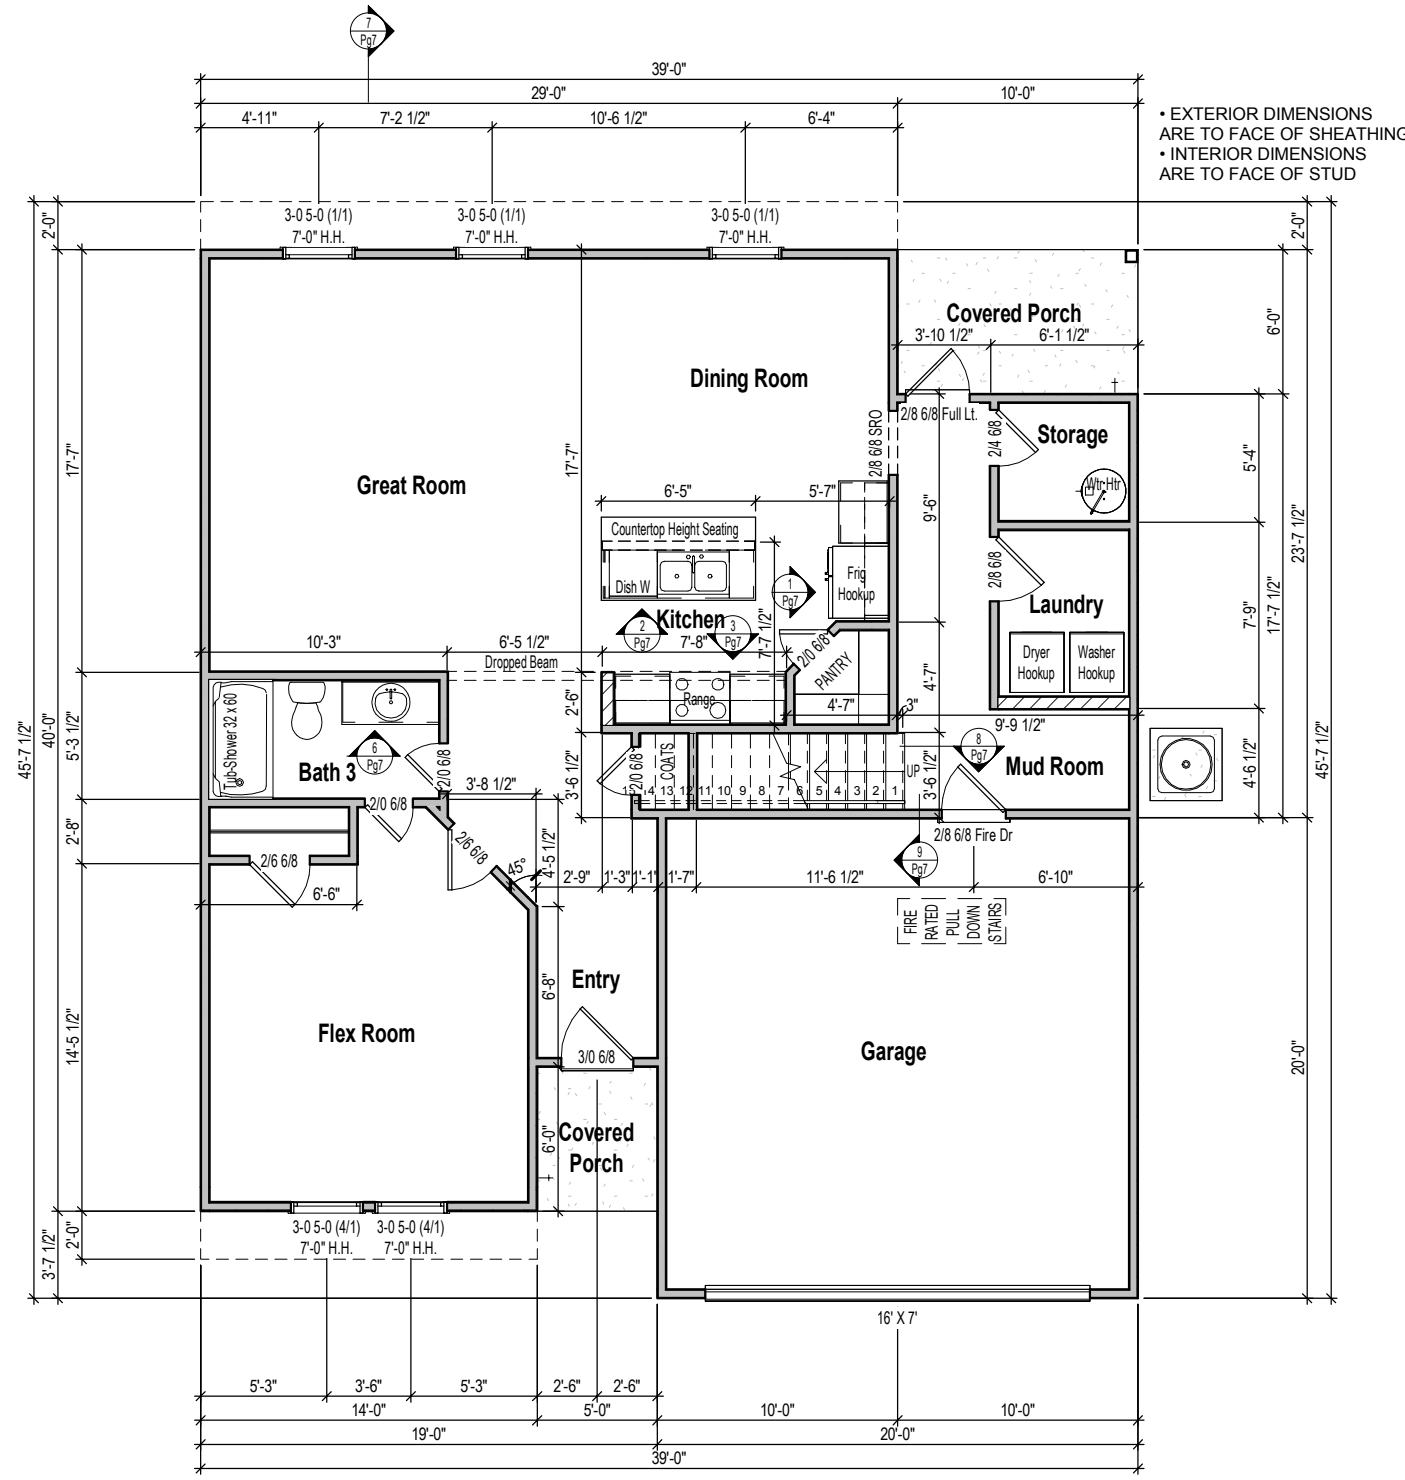 7
Pg7
39'-0"
29'-0"
10'-0"
4'-11"
7'-2 1/2"
10'-6 1/2"
6'-4"
• EXTERIOR DIMENSIONS
ARE TO FACE OF SHEATHING
• INTERIOR DIMENSIONS
ARE TO FACE OF STUD
3-0 5-0 (1/1)
7'-0" H.H.
3-0 5-0 (1/1)
7'-0" H.H.
3-0 5-0 (1/1)
7'-0" H.H.
2'-0"
2'-0"
Covered Porch
3'-10 1/2"
6'-1 1/2"
6'-0"
Dining Room
2/8 6/8 Full Lt.
2/8 6/8 SRO
2/4 6/8
Storage
Wtr Htr
5'-4"
17'-7"
17'-7"
Great Room
6'-5"
5'-7"
9'-6"
23'-7 1/2"
Countertop Height Seating
Dish W
1
Pg7
Frig
Hookup
2/8 6/8
Laundry
7'-9"
17'-7 1/2"
Kitchen
2
Pg7
3
Pg7
7'-7 1/2"
10'-3"
6'-5 1/2"
7'-8"
Dropped Beam
2/0 6/8
PANTRY
Dryer
Hookup
Washer
Hookup
4'-7"
Range
4'-7"
3"
2'-6"
9'-9 1/2"
45'-7 1/2"
40'-0"
5'-3 1/2"
Tub-Shower 32 x 60
Bath 3
6
Pg7
2/0 6/8
3'-6 1/2"
2/0 6/8
COATS
UP
3'-6 1/2"
8
Pg7
Mud Room
4'-6 1/2"
45'-7 1/2"
3'-8 1/2"
4 13 12 11 10 9 8 7 6 5 4 3 2 1
2/0 6/8
2/6 6/8
2'-8"
2/6 6/8
45°
4'-5 1/2"
2/8 6/8 Fire Dr
9
Pg7
6'-6"
2'-9"
1'-3"
1'-1"
1'-7"
11'-6 1/2"
6'-10"
FIRE
RATED
PULL
DOWN
STAIRS
Entry
6'-8"
Flex Room
14'-5 1/2"
3/0 6/8
Garage
20'-0"
Covered
Porch
6'-0"
3-0 5-0 (4/1)
7'-0" H.H.
3-0 5-0 (4/1)
7'-0" H.H.
3'-7 1/2"
2'-0"
16' X 7'
5'-3"
3'-6"
5'-3"
2'-6"
2'-6"
14'-0"
5'-0"
10'-0"
10'-0"
19'-0"
20'-0"
39'-0"